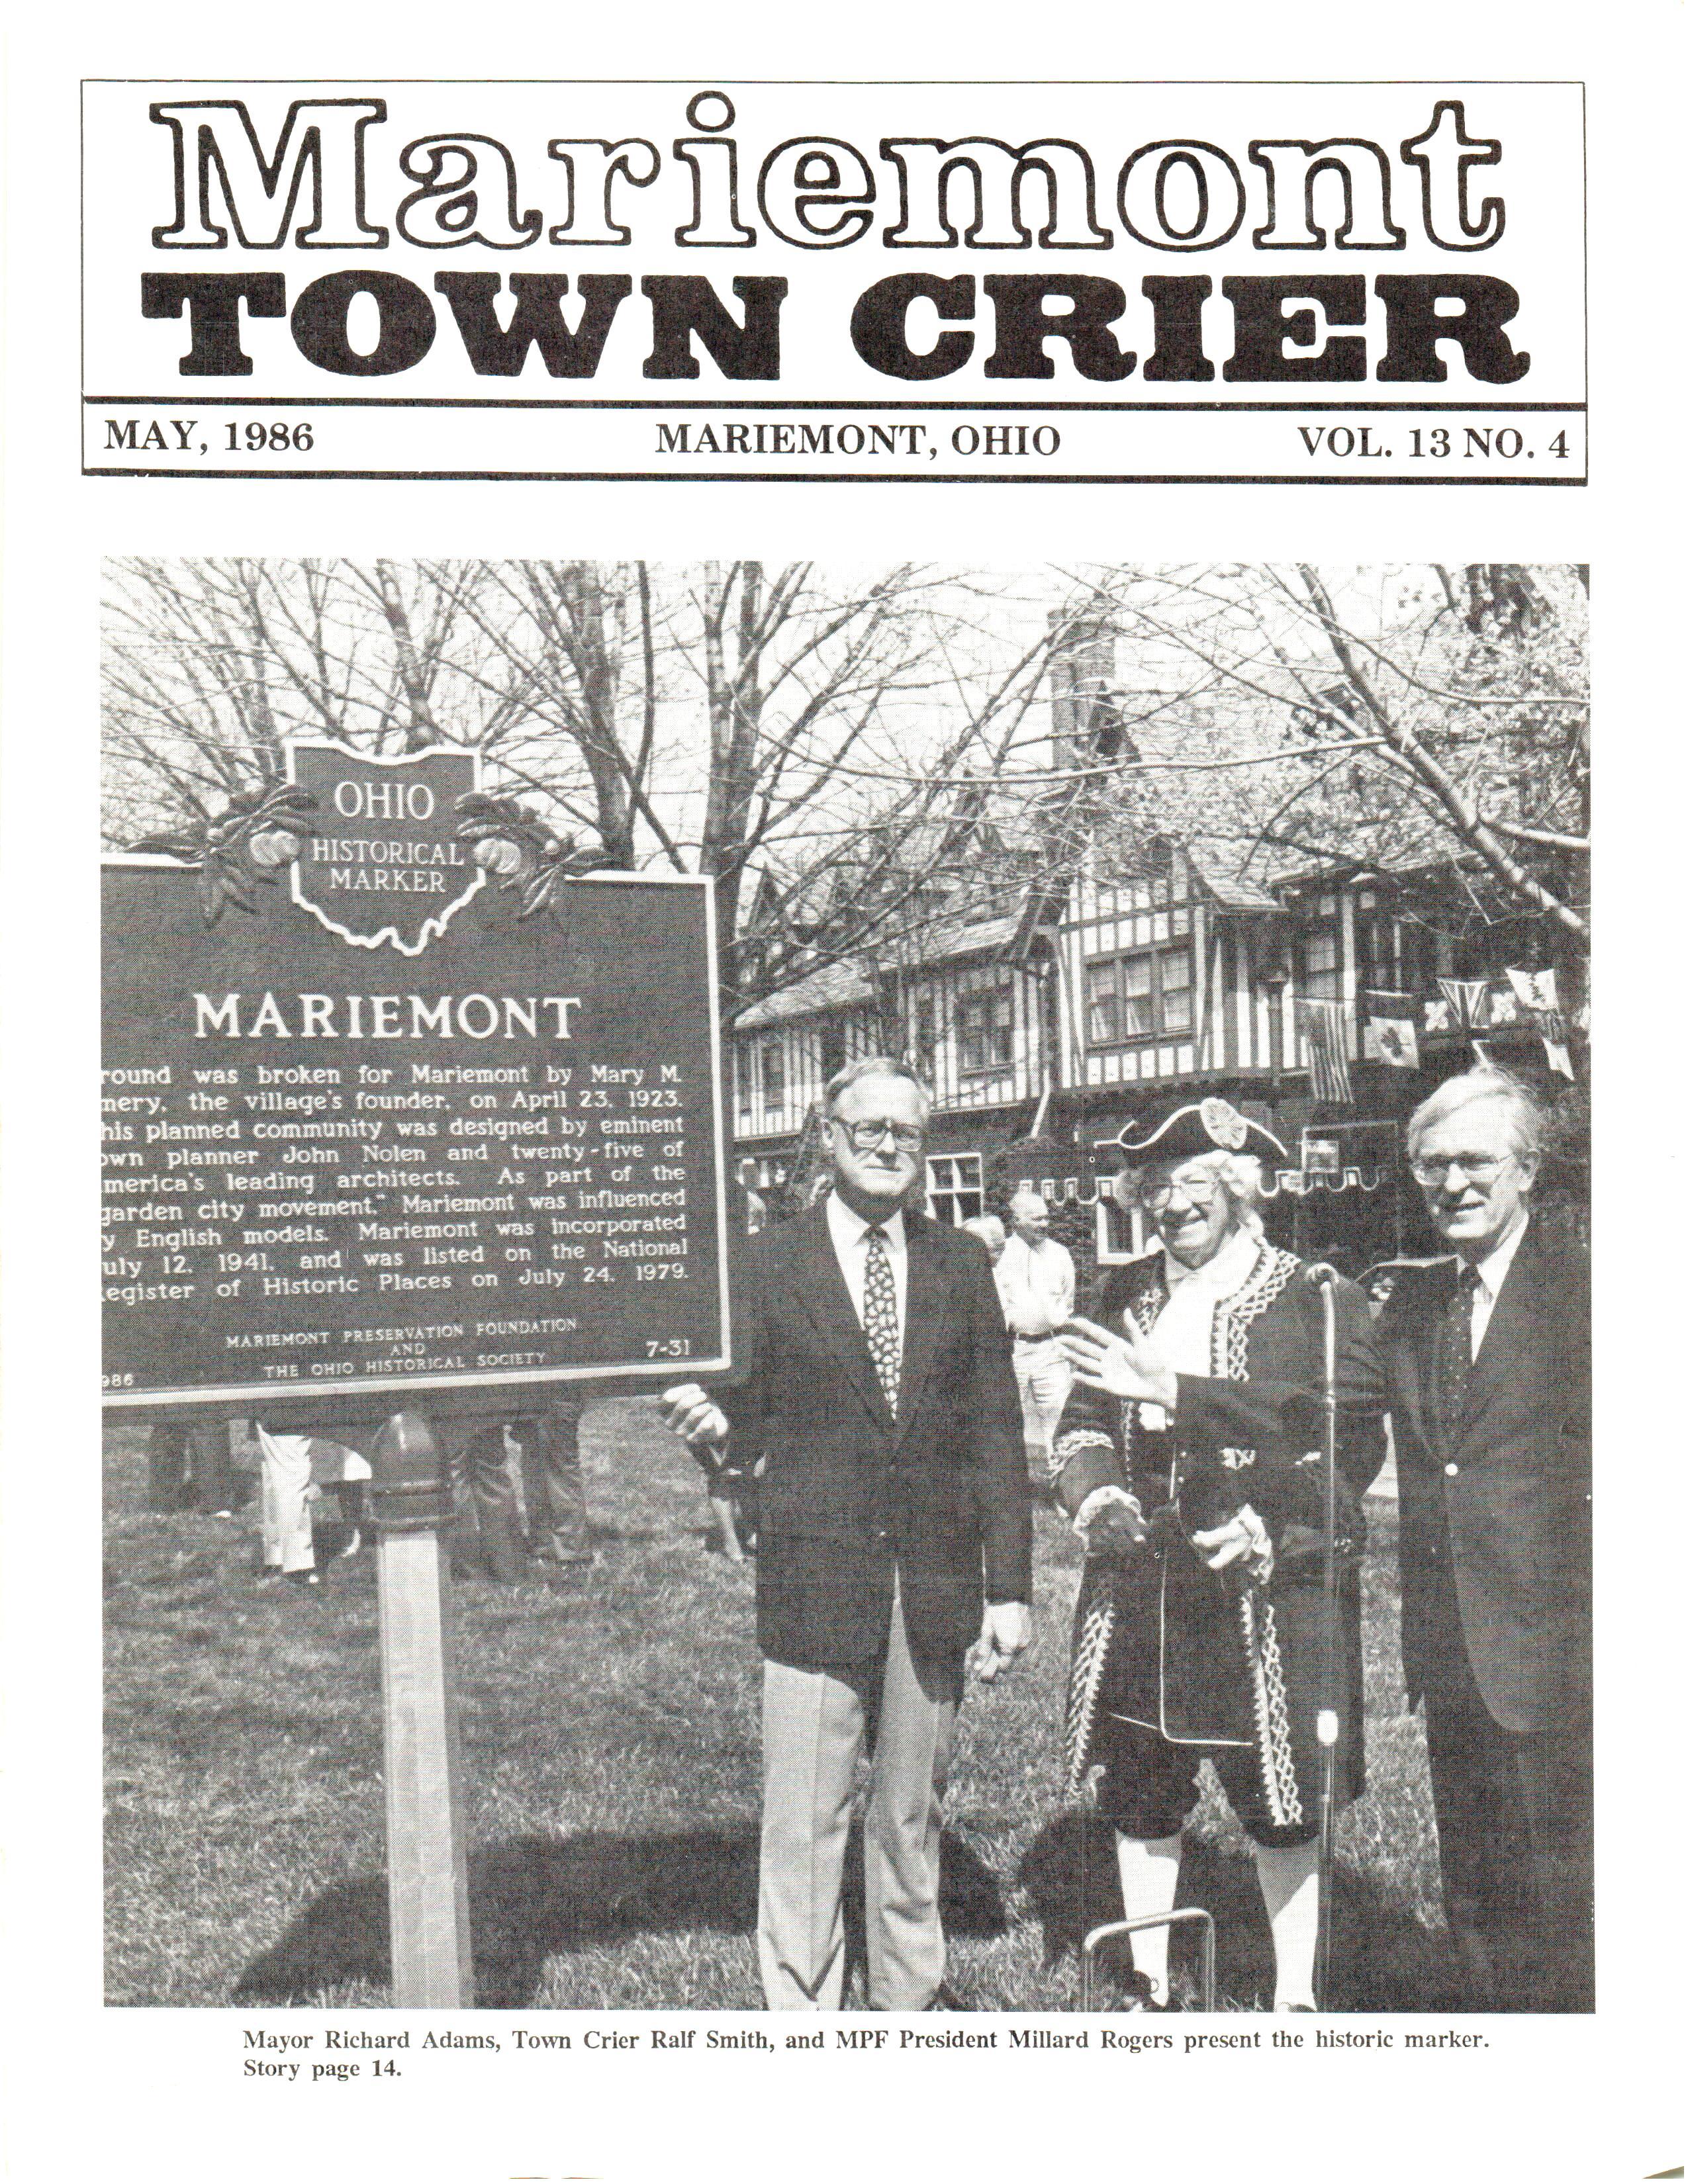 Mariemont
TOWN CRIER
MAY, 1986 MARIEMONT, OHIO VOL. 13 NO. 4
OHIO
HISTORICAL
MARKER
MARIEMONT
round was broken for Mariemont by Mary M.
mery, the village's founder, on April 23, 1923.
his planned community was designed by eminent
own planner John Nolen and twenty-five of
merica's leading architects. As part of the
garden city movement," Mariemont was influenced
y English models. Mariemont was incorporated
uly 12, 1941, and was listed on the National
egister of Historic Places on July 24, 1979.
MARIEMONT PRESERVATION FOUNDATION
AND
THE OHIO HISTORICAL SOCIETY
7-31
986
Mayor Richard Adams, Town Crier Ralf Smith, and MPF President Millard Rogers present the historic marker.
Story page 14.